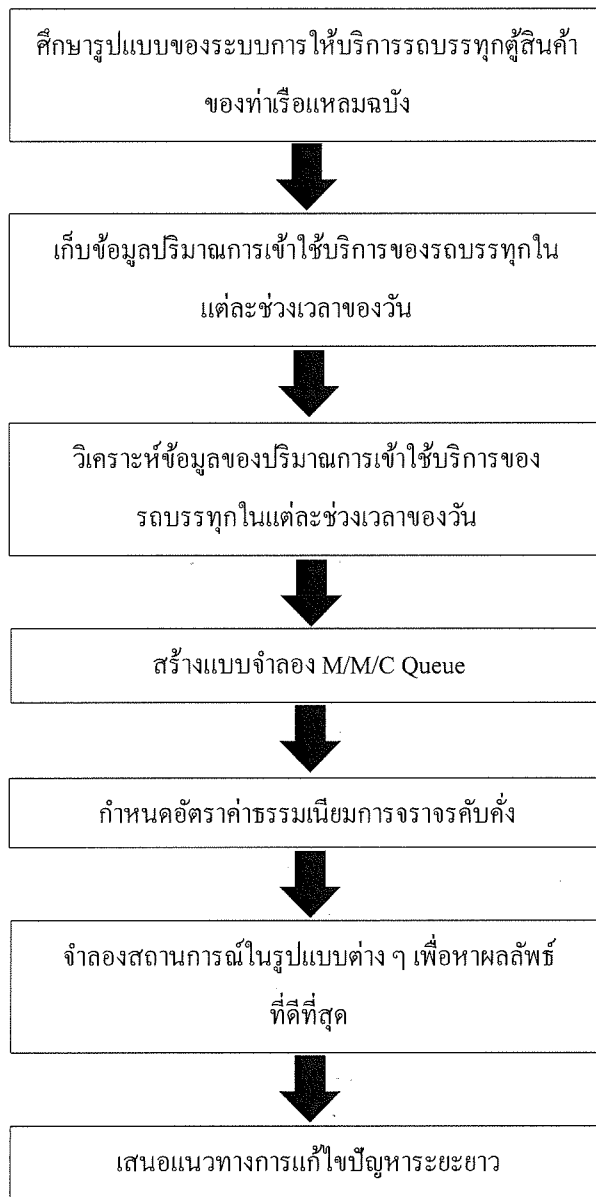 ศึกษารูปแบบของระบบการให้บริการรถบรรทุกตู้สินค้า
ของท่าเรือแหลมฉบัง
เก็บข้อมูลปริมาณการเข้าใช้บริการของรถบรรทุกใน
แต่ละช่วงเวลาของวัน
วิเคราะห์ข้อมูลของปริมาณการเข้าใช้บริการของ
รถบรรทุกในแต่ละช่วงเวลาของวัน
สร้างแบบจำลอง M/M/C Queue
กำหนดอัตราค่าธรรมเนียมการจราจรคับคั่ง
จำลองสถานการณ์ในรูปแบบต่าง ๆ เพื่อหาผลลัพธ์
ที่ดีที่สุด
เสนอแนวทางการแก้ไขปัญหาระยะยาว